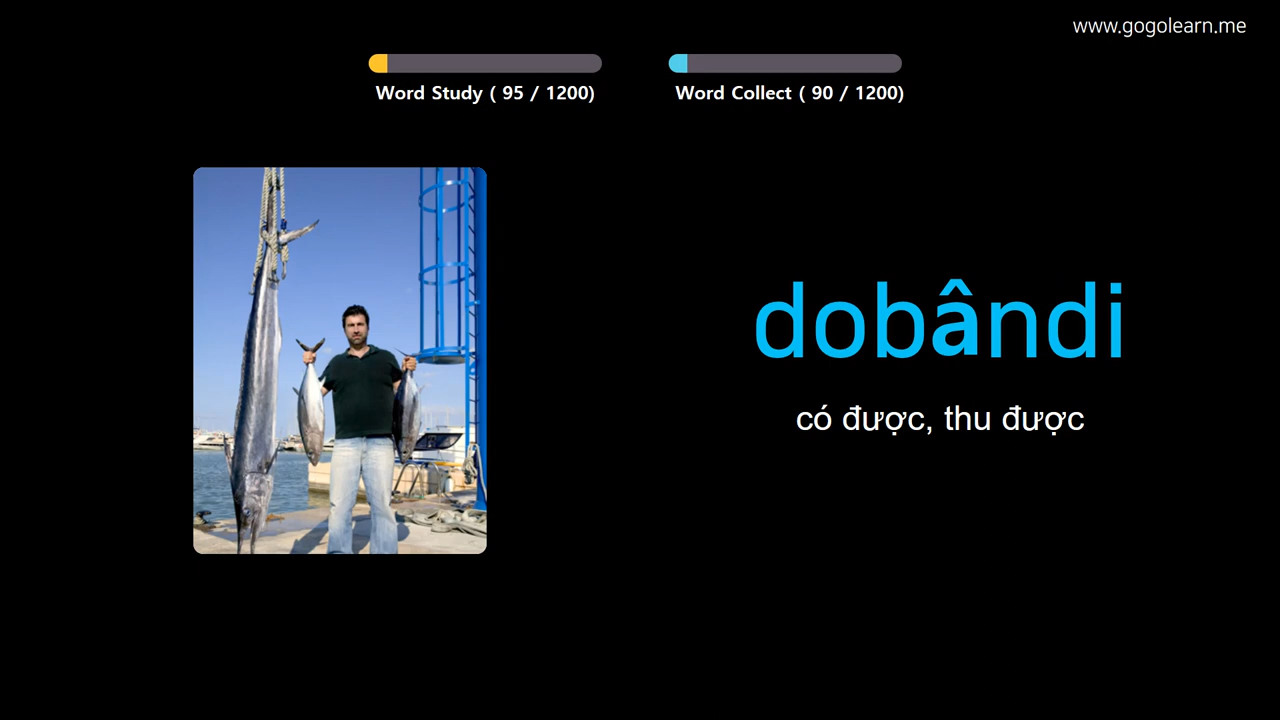 www.gogolearn.me
Word Study ( 95 / 1200)
Word Collect ( 90 / 1200)
dobândi
có được, thu được